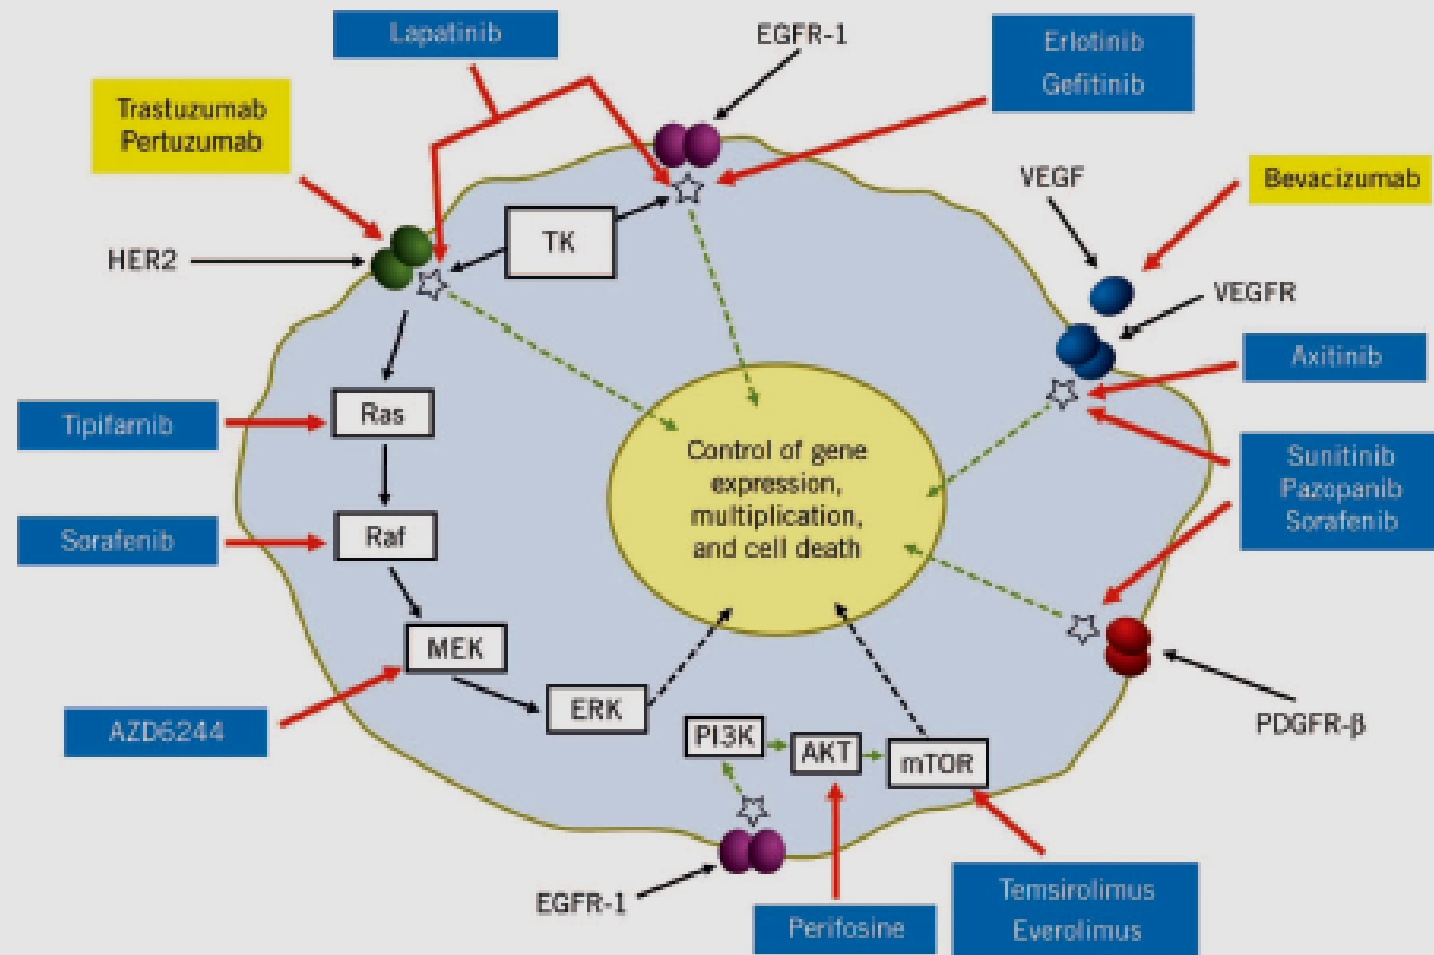 Lapatinib
EGFR-1
Erlotinib
Gefitinib
Trastuzumab
Pertuzumab
VEGF
Bevacizumab
TK
HER2
VEGFR
Axitinib
Tipifarnib
Ras
Control of gene
expression,
multiplication,
and cell death
Sunitinib
Pazopanib
Sorafenib
Sorafenib
Raf
MEK
ERK
AZD6244
PI3K
AKT
mTOR
PDGFR-β
EGFR-1
Perifosine
Temsirolimus
Everolimus